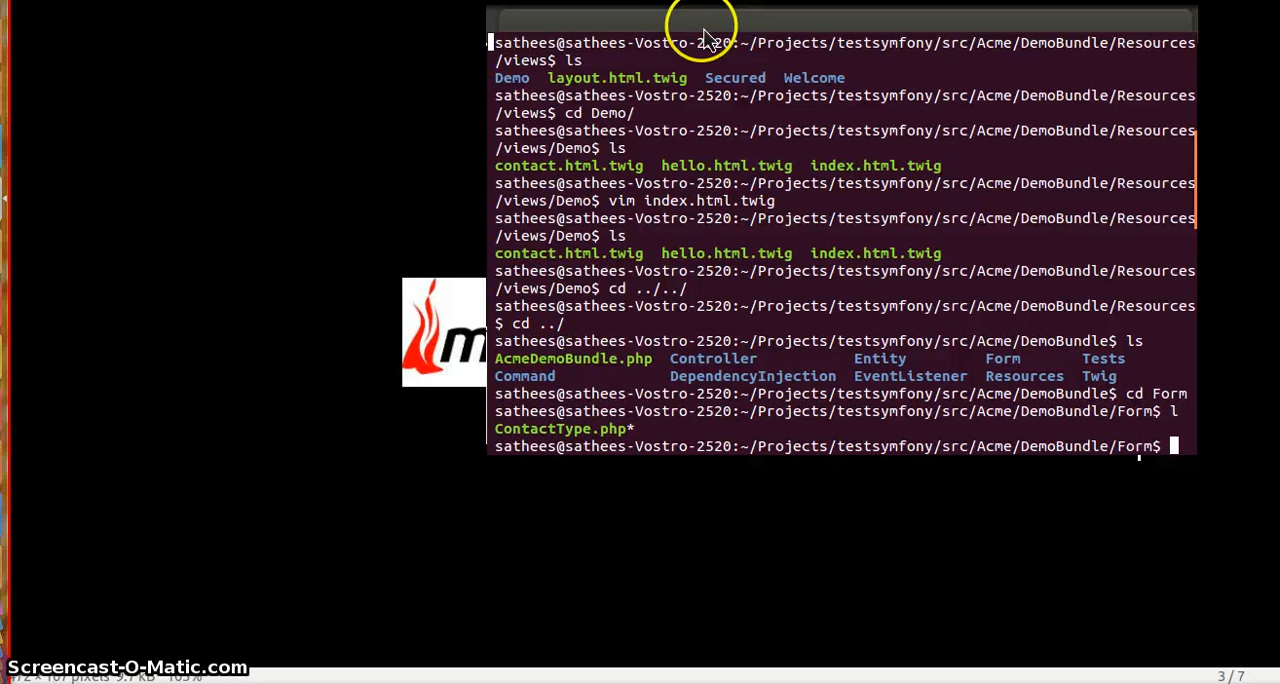 sathees@sathees-Vostro-2520:~/Projects/testsymfony/src/Acme/DemoBundle/Resources
/views$ ls
Demo layout.html.twig Secured Welcome
sathees@sathees-Vostro-2520:~/Projects/testsymfony/src/Acme/DemoBundle/Resources
/views$ cd Demo/
sathees@sathees-Vostro-2520:~/Projects/testsymfony/src/Acme/DemoBundle/Resources
/views/Demo$ ls
contact.html.twig hello.html.twig index.html.twig
sathees@sathees-Vostro-2520:~/Projects/testsymfony/src/Acme/DemoBundle/Resources
/views/Demo$ vim index.html.twig
sathees@sathees-Vostro-2520:~/Projects/testsymfony/src/Acme/DemoBundle/Resources
/views/Demo$ ls
contact.html.twig hello.html.twig index.html.twig
sathees@sathees-Vostro-2520:~/Projects/testsymfony/src/Acme/DemoBundle/Resources
/views/Demo$ cd ../../
sathees@sathees-Vostro-2520:~/Projects/testsymfony/src/Acme/DemoBundle/Resources
$ cd ../
sathees@sathees-Vostro-2520:~/Projects/testsymfony/src/Acme/DemoBundle$ ls
AcmeDemoBundle.php Controller Entity Form Tests
Command DependencyInjection EventListener Resources Twig
sathees@sathees-Vostro-2520:~/Projects/testsymfony/src/Acme/DemoBundle$ cd Form
sathees@sathees-Vostro-2520:~/Projects/testsymfony/src/Acme/DemoBundle/Form$ l
ContactType.php*
sathees@sathees-Vostro-2520:~/Projects/testsymfony/src/Acme/DemoBundle/Form$
m
Screencast-O-Matic.com
3 / 7